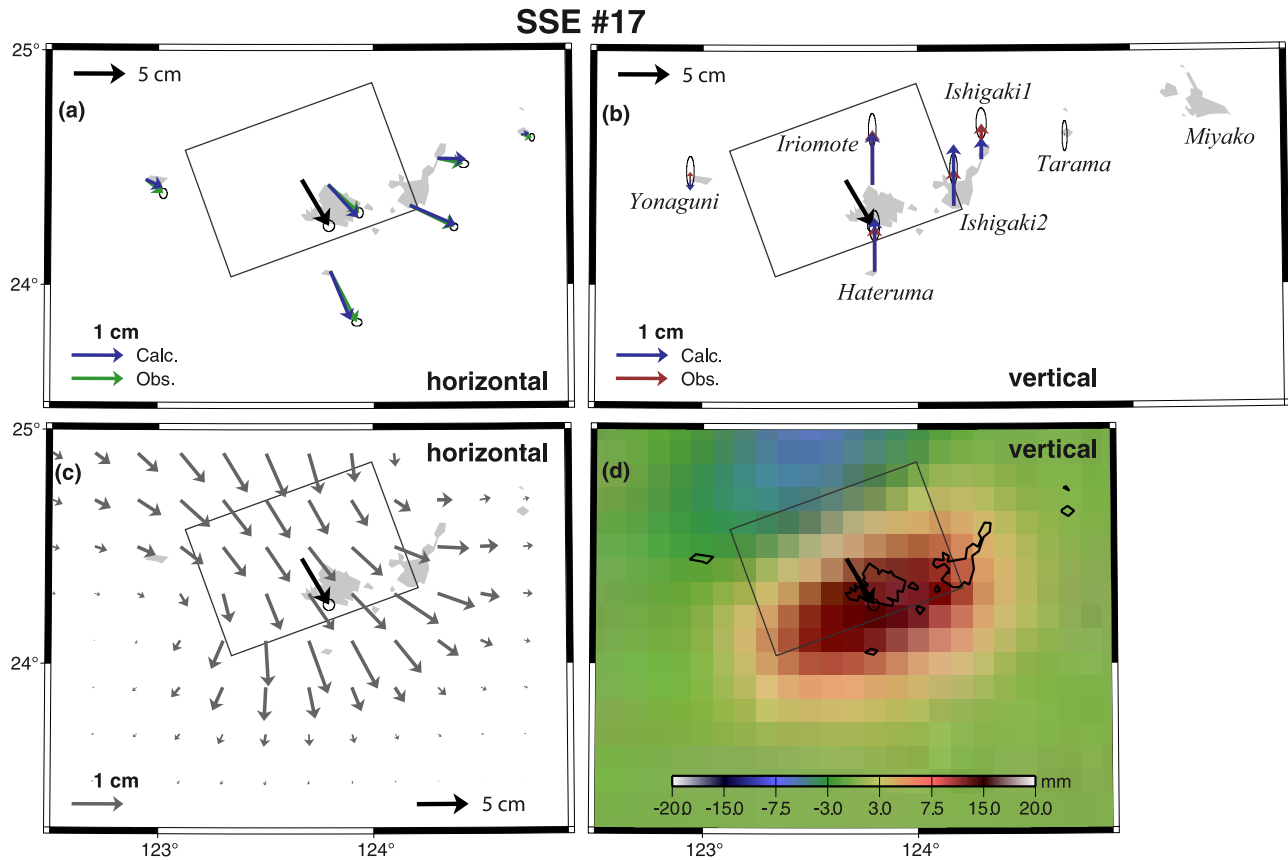 SSE #17
25°
24°
(a)
5 cm
1 cm
Calc.
Obs.
horizontal
(b)
5 cm
Ishigaki1
Iriomote
Miyako
Tarama
Yonaguni
Ishigaki2
Hateruma
1 cm
Calc.
Obs.
vertical
25°
24°
(c)
horizontal
1 cm
5 cm
123°
124°
(d)
vertical
mm
-20.0 -15.0 -7.5 -3.0 3.0 7.5 15.0 20.0
123°
124°